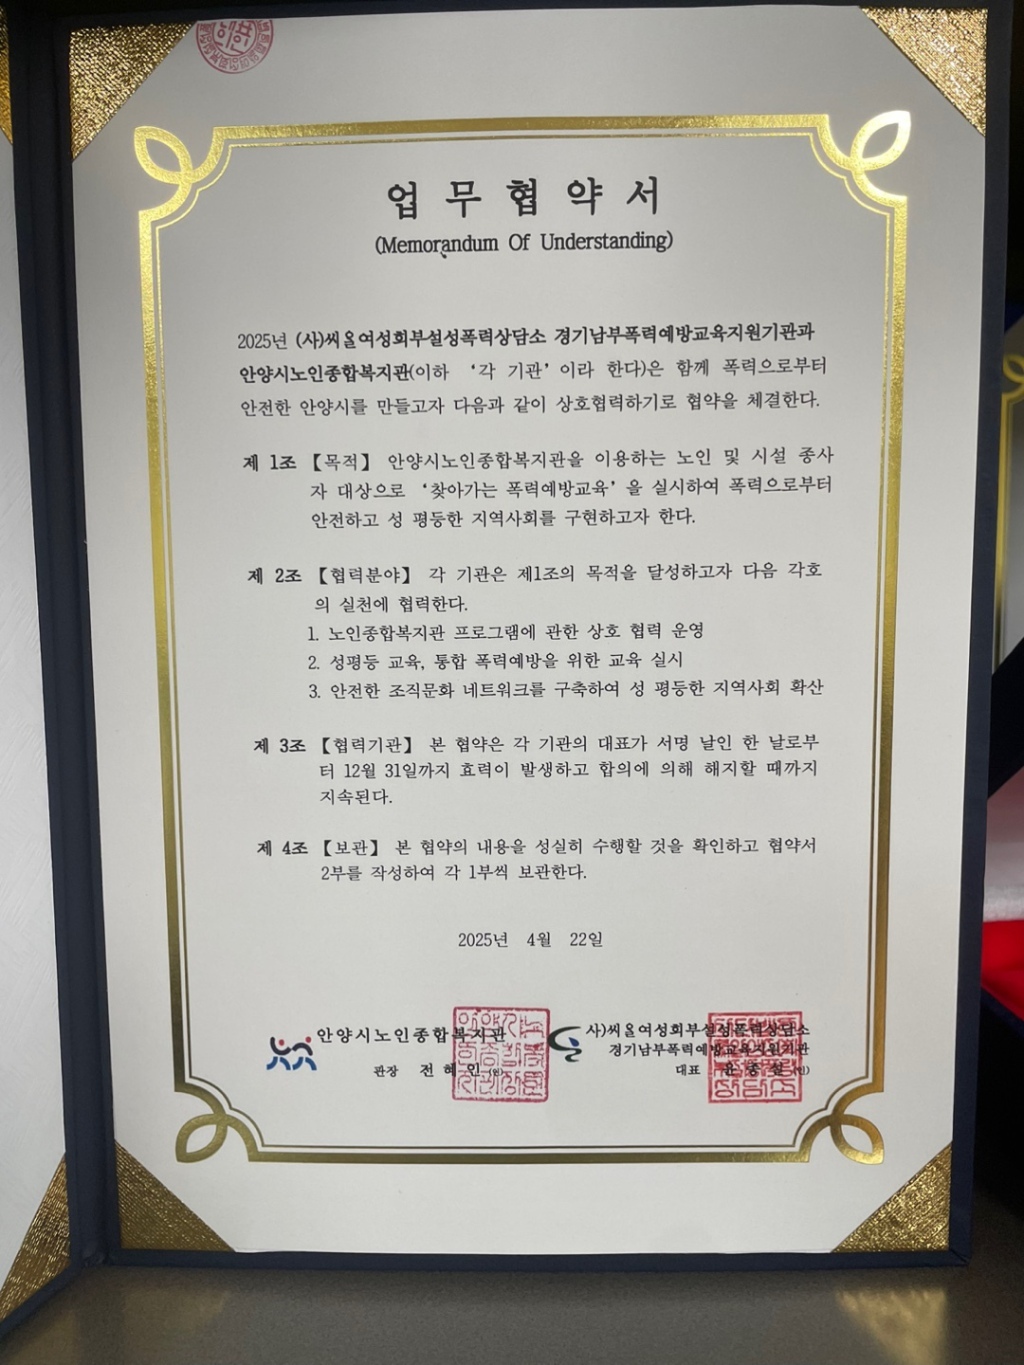 업 무 협 약 서
(Memorandum Of Understanding)
2025년 (사)씨올여성회부설성폭력상담소 경기남부폭력예방교육지원기관과
안양시노인종합복지관(이하 ‘각 기관’이라 한다)은 함께 폭력으로부터
안전한 안양시를 만들고자 다음과 같이 상호협력하기로 협약을 체결한다.
제 1조 【목적】 안양시노인종합복지관을 이용하는 노인 및 시설 종사
자 대상으로 ‘찾아가는 폭력예방교육’을 실시하여 폭력으로부터
안전하고 성 평등한 지역사회를 구현하고자 한다.
제 2조 【협력분야】 각 기관은 제1조의 목적을 달성하고자 다음 각호
의 실천에 협력한다.
1. 노인종합복지관 프로그램에 관한 상호 협력 운영
2. 성평등 교육, 통합 폭력예방을 위한 교육 실시
3. 안전한 조직문화 네트워크를 구축하여 성 평등한 지역사회 확산
제 3조 【협력기관】 본 협약은 각 기관의 대표가 서명 날인 한 날로부
터 12월 31일까지 효력이 발생하고 합의에 의해 해지할 때까지
지속된다.
제 4조 【보관】 본 협약의 내용을 성실히 수행할 것을 확인하고 협약서
2부를 작성하여 각 1부씩 보관한다.
2025년 4월 22일
안양시노인종합복지관
관장 전혜인 (인)
사)씨올여성회부설성폭력상담소
경기남부폭력예방교육지원기관
대표 (인)